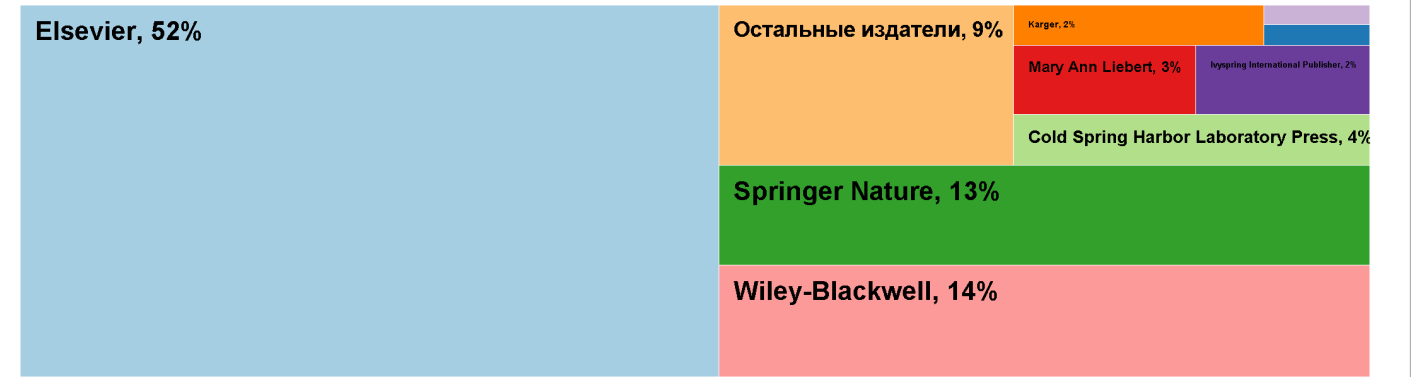 Elsevier, 52%
Остальные издатели, 9%
Karger, 2%
Mary Ann Liebert, 3%
Ivyspring International Publisher, 2%
Cold Spring Harbor Laboratory Press, 4%
Springer Nature, 13%
Wiley-Blackwell, 14%